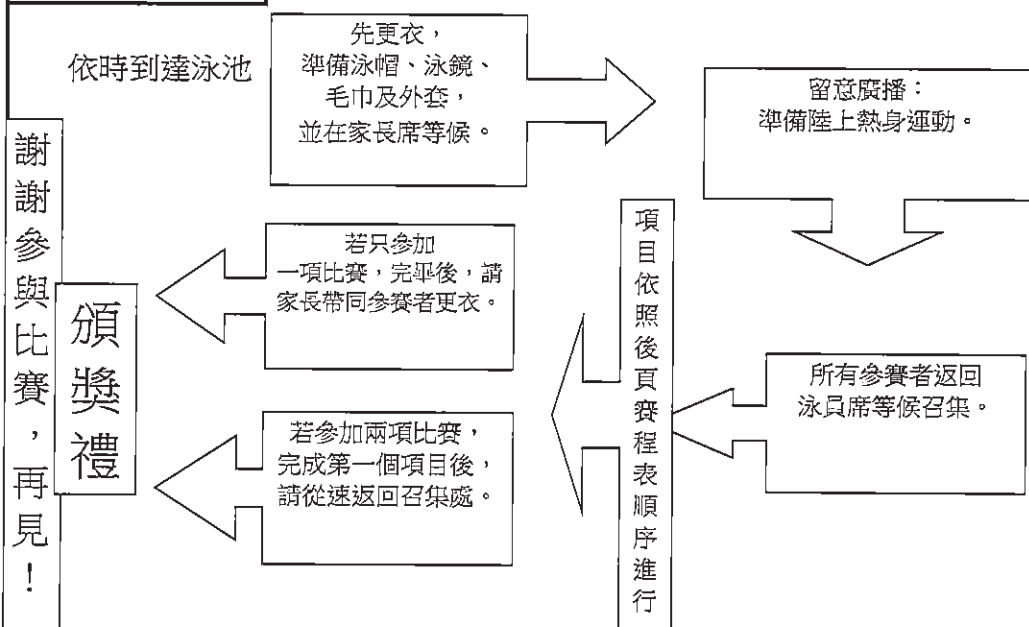 依時到達泳池
先更衣，
準備泳帽、泳鏡、
毛巾及外套，
並在家長席等候。
留意廣播：
準備陸上熱身運動。
所有參賽者返回
泳員席等候召集。
項目依照後頁賽程表順序進行
若只參加
一項比賽，完畢後，請
家長帶同參賽者更衣。
若參加兩項比賽，
完成第一個項目後，
請從速返回召集處。
頒獎禮
謝謝參與比賽，再見！